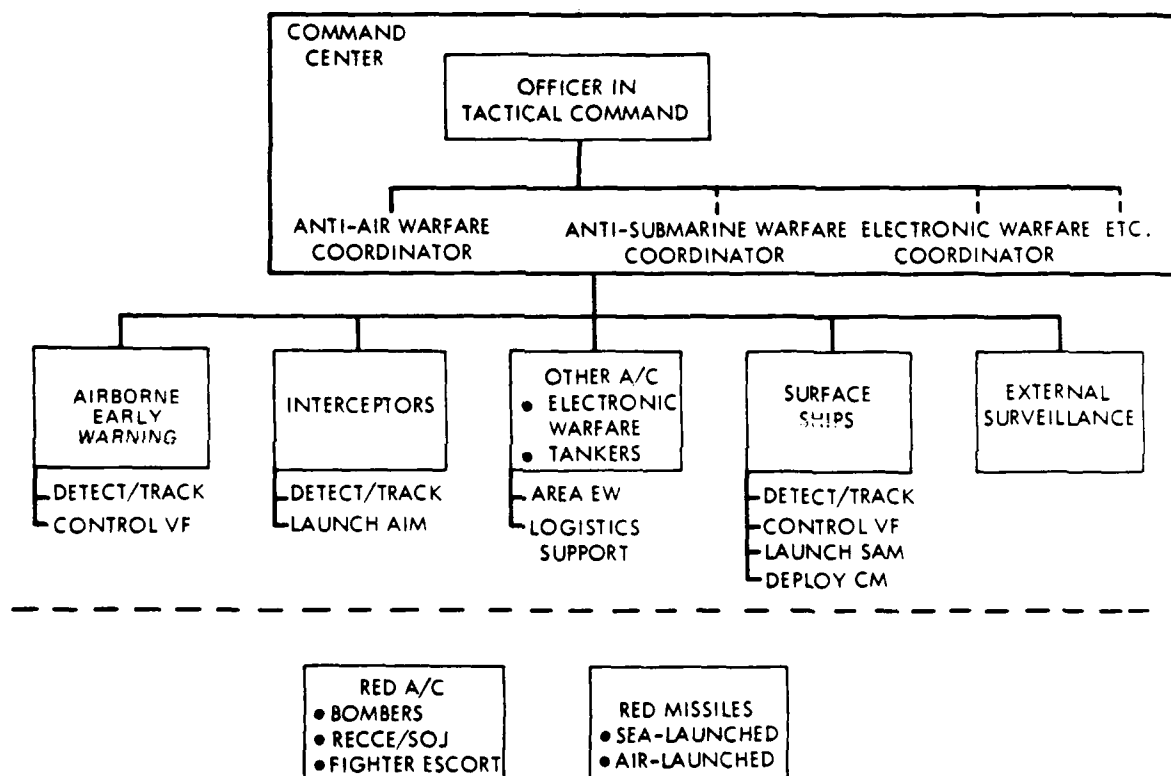 COMMAND
CENTER
OFFICER IN
TACTICAL COMMAND
ANTI-AIR WARFARE
COORDINATOR
ANTI-SUBMARINE WARFARE
COORDINATOR
ELECTRONIC WARFARE
COORDINATOR
ETC.
AIRBORNE
EARLY
WARNING
DETECT/TRACK
CONTROL VF
INTERCEPTORS
DETECT/TRACK
LAUNCH AIM
OTHER A/C
● ELECTRONIC
WARFARE
● TANKERS
AREA EW
LOGISTICS
SUPPORT
SURFACE
SHIPS
DETECT/TRACK
CONTROL VF
LAUNCH SAM
DEPLOY CM
EXTERNAL
SURVEILLANCE
RED A/C
● BOMBERS
● RECCE/SOJ
● FIGHTER ESCORT
RED MISSILES
● SEA-LAUNCHED
● AIR-LAUNCHED